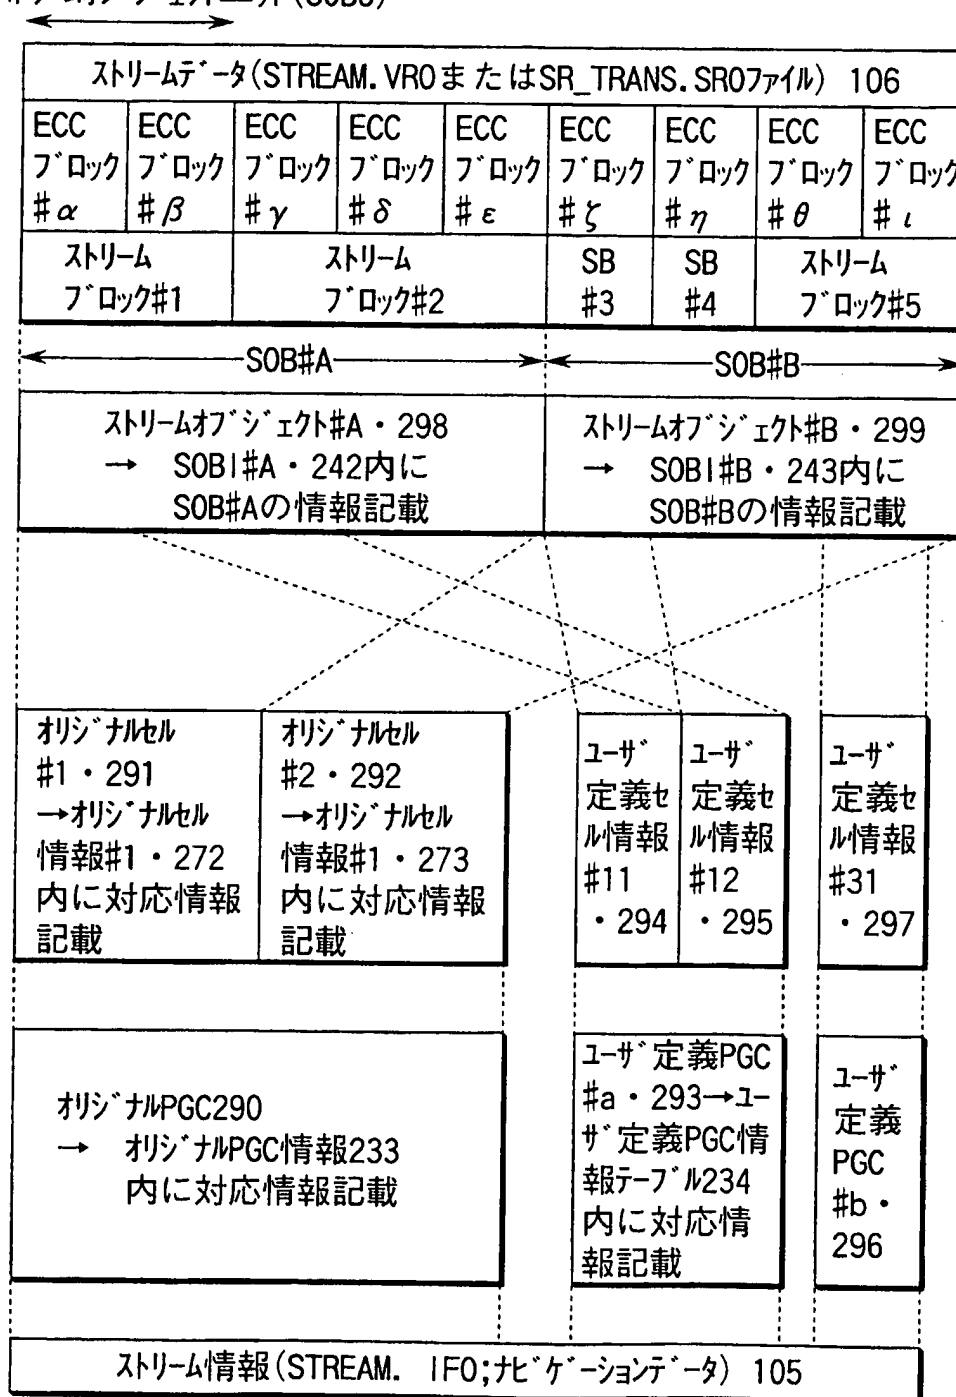 ストリームデータ(STREAM.VROまたはSR_TRANS.SROファイル) 106
ECC ECC ECC ECC ECC ECC ECC ECC ECC
ブロック ブロック ブロック ブロック ブロック ブロック ブロック ブロック ブロック
#α #β #γ #δ #ε #ζ #η #θ #ι
ストリーム ストリーム SB SB ストリーム
ブロック#1 ブロック#2 #3 #4 ブロック#5
SOB#A SOB#B
ストリームオブジェクト#A・298
→ SOBI#A・242内に
SOB#Aの情報記載
ストリームオブジェクト#B・299
→ SOBI#B・243内に
SOB#Bの情報記載
オリジナルセル
#1・291
→オリジナルセル
情報#1・272
内に対応情報
記載
オリジナルセル
#2・292
→オリジナルセル
情報#1・273
内に対応情報
記載
ユーザ
定義セ
ル情報
#11
・294
ユーザ
定義セ
ル情報
#12
・295
ユーザ
定義セ
ル情報
#31
・297
オリジナルPGC290
→ オリジナルPGC情報233
内に対応情報記載
ユーザ定義PGC
#a・293→ユー
ザ定義PGC情
報テーブル234
内に対応情
報記載
ユーザ
定義
PGC
#b・
296
ストリーム情報(STREAM. IFO;ナビゲーションデータ) 105